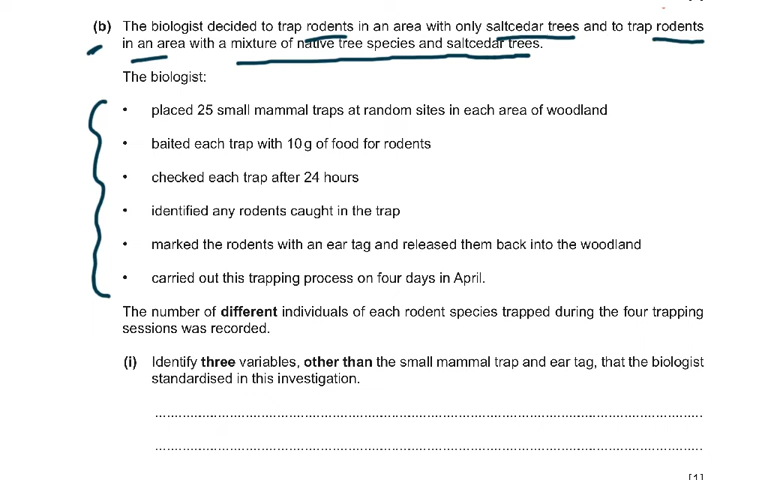 (b) The biologist decided to trap rodents in an area with only saltcedar trees and to trap rodents
in an area with a mixture of native tree species and saltcedar trees.
The biologist:
• placed 25 small mammal traps at random sites in each area of woodland
• baited each trap with 10 g of food for rodents
• checked each trap after 24 hours
• identified any rodents caught in the trap
• marked the rodents with an ear tag and released them back into the woodland
• carried out this trapping process on four days in April.
The number of different individuals of each rodent species trapped during the four trapping
sessions was recorded.
(i) Identify three variables, other than the small mammal trap and ear tag, that the biologist
standardised in this investigation.
[1]